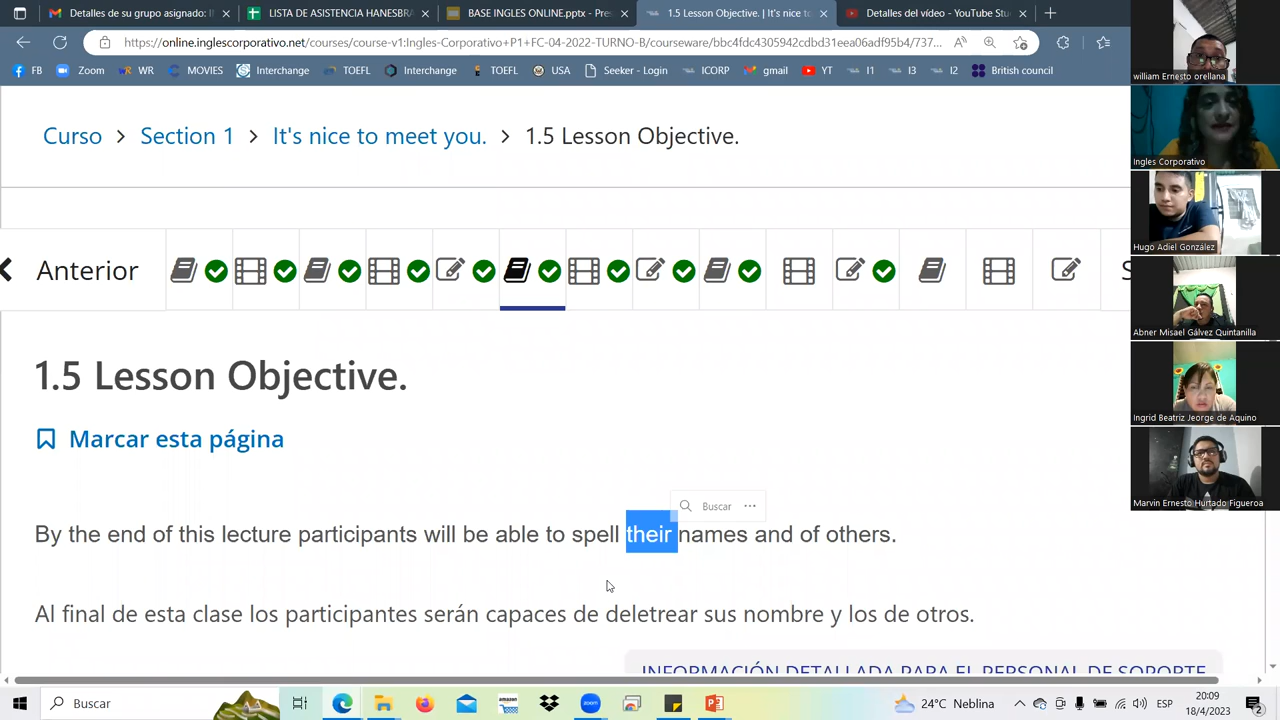 Detalles de su grupo asignado: I
LISTA DE ASISTENCIA HANESBRA
BASE INGLES ONLINE.pptx - Pres
1.5 Lesson Objective. | It's nice to
Detalles del vídeo - YouTube Stu
https://online.inglescorporativo.net/courses/course-v1:Ingles-Corporativo+P1+FC-04-2022-TURNO-B/courseware/bbc4fdc4305942cdbd31eea06adf95b4/737...
FB Zoom WR MOVIES Interchange TOEFL Interchange TOEFL USA Seeker - Login ICORP gmail YT I1 I3 I2 British council
Curso > Section 1 > It's nice to meet you. > 1.5 Lesson Objective.
Anterior S
1.5 Lesson Objective.
Marcar esta página
Buscar ...
By the end of this lecture participants will be able to spell their names and of others.
Al final de esta clase los participantes serán capaces de deletrear sus nombre y los de otros.
INFORMACIÓN DETALLADA PARA EL PERSONAL DE SOPORTE
william Ernesto orellana
Ingles Corporativo
Hugo Adiel González
Abner Misael Gálvez Quintanilla
Ingrid Beatriz Jeorge de Aquino
Marvin Ernesto Hurtado Figueroa
Buscar
amazon
zoom
24°C Neblina
ESP
20:09
18/4/2023
2